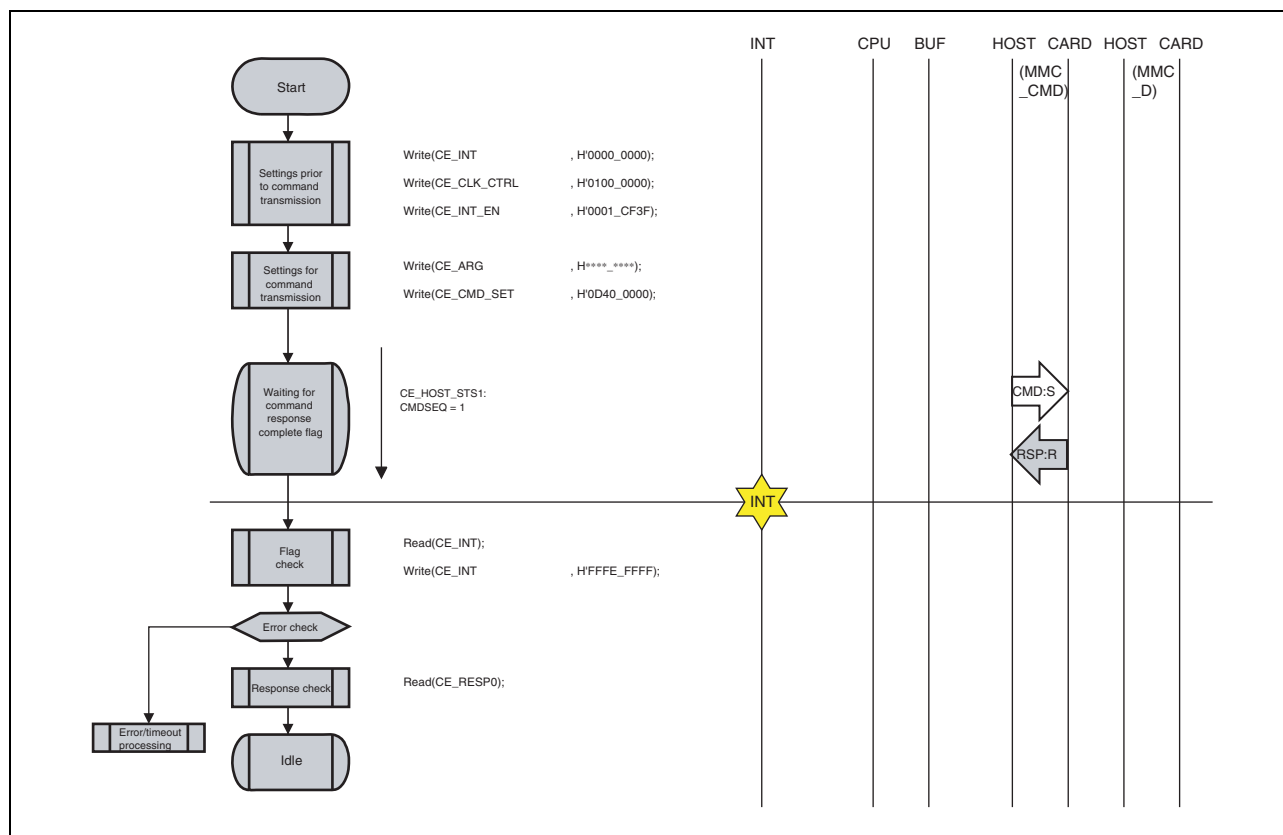 INT CPU BUF HOST CARD HOST CARD
(MMC
_CMD)
(MMC
_D)
Start
Settings prior
to command
transmission
Write(CE_INT , H'0000_0000);
Write(CE_CLK_CTRL , H'0100_0000);
Write(CE_INT_EN , H'0001_CF3F);
Settings for
command
transmission
Write(CE_ARG , H'****_****);
Write(CE_CMD_SET , H'0D40_0000);
Waiting for
command
response
complete flag
CE_HOST_STS1:
CMDSEQ = 1
CMD:S
RSP:R
INT
Flag
check
Read(CE_INT);
Write(CE_INT , H'FFFE_FFFF);
Error check
Response check
Read(CE_RESP0);
Error/timeout
processing
Idle